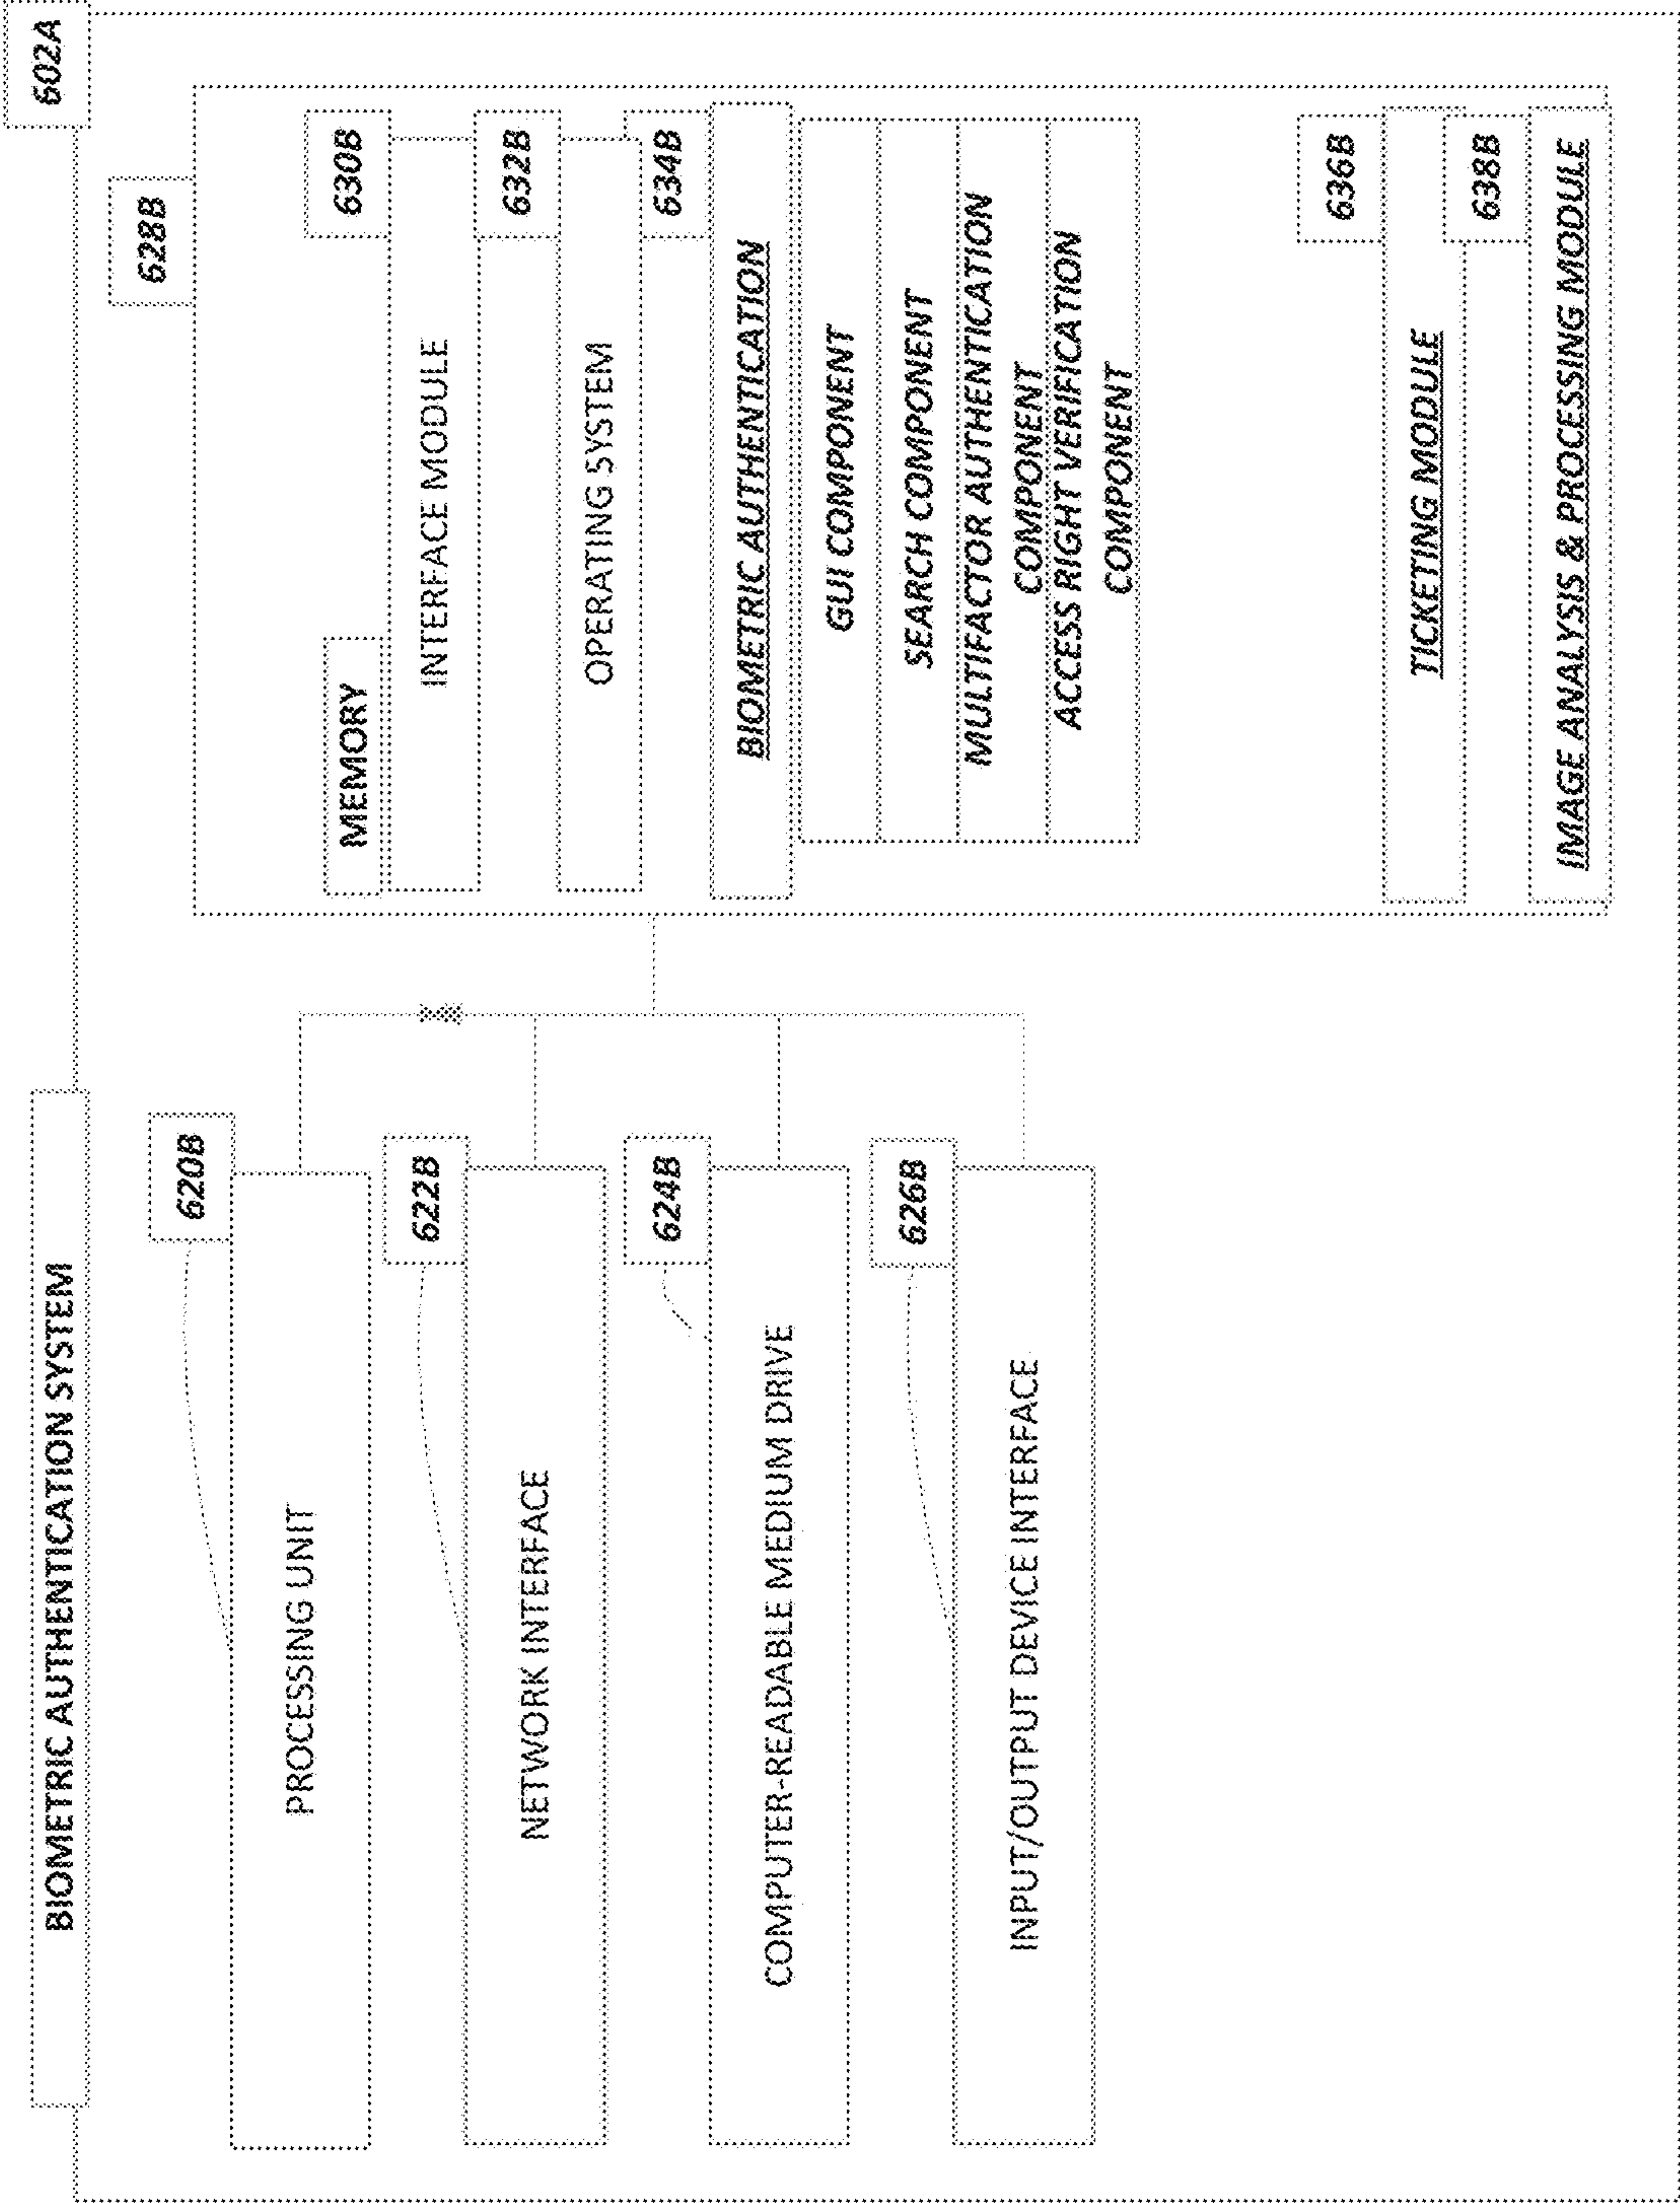 602A
BIOMETRIC AUTHENTICATION SYSTEM
620B
PROCESSING UNIT
622B
NETWORK INTERFACE
624B
COMPUTER-READABLE MEDIUM DRIVE
626B
INPUT/OUTPUT DEVICE INTERFACE
628B
MEMORY
630B
INTERFACE MODULE
632B
OPERATING SYSTEM
634B
BIOMETRIC AUTHENTICATION
GUI COMPONENT
SEARCH COMPONENT
MULTIFACTOR AUTHENTICATION
COMPONENT
ACCESS RIGHT VERIFICATION
COMPONENT
636B
TICKETING MODULE
638B
IMAGE ANALYSIS & PROCESSING MODULE